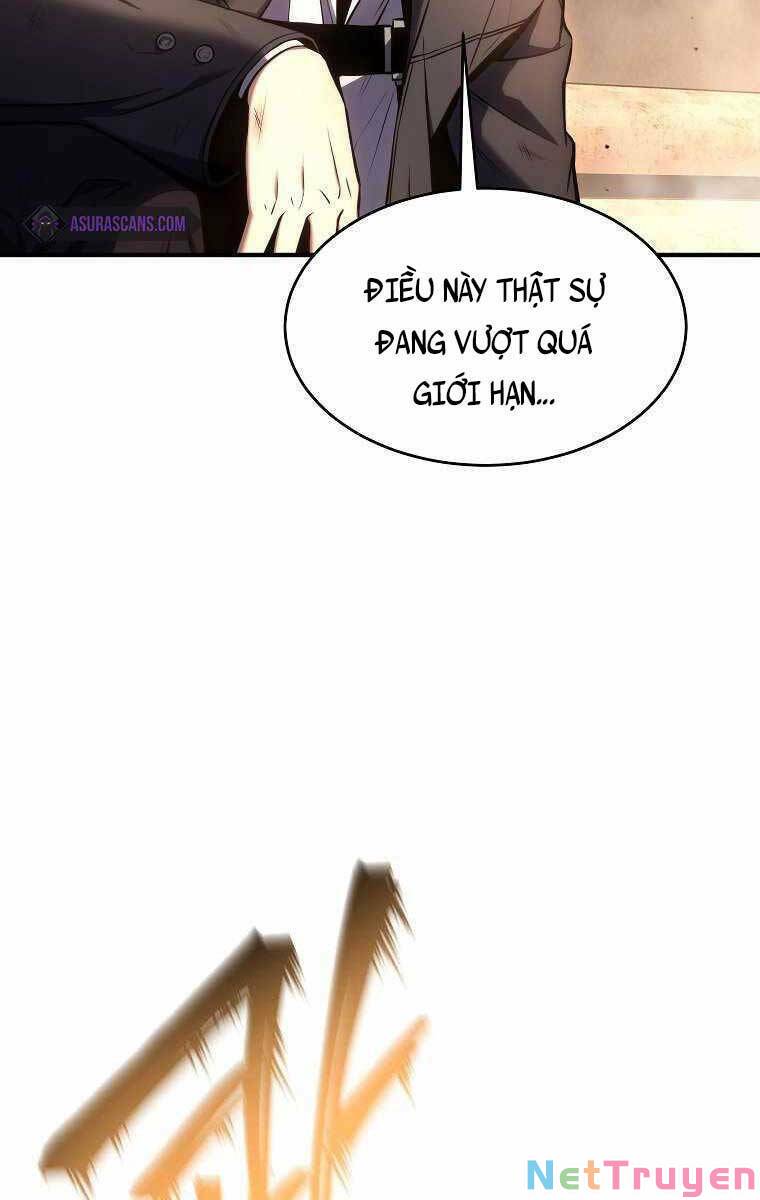 ASURASCANS.COM
ĐIỀU NÀY THẬT SỰ
ĐANG VƯỢT QUÁ
GIỚI HẠN...
NETTRUYEN